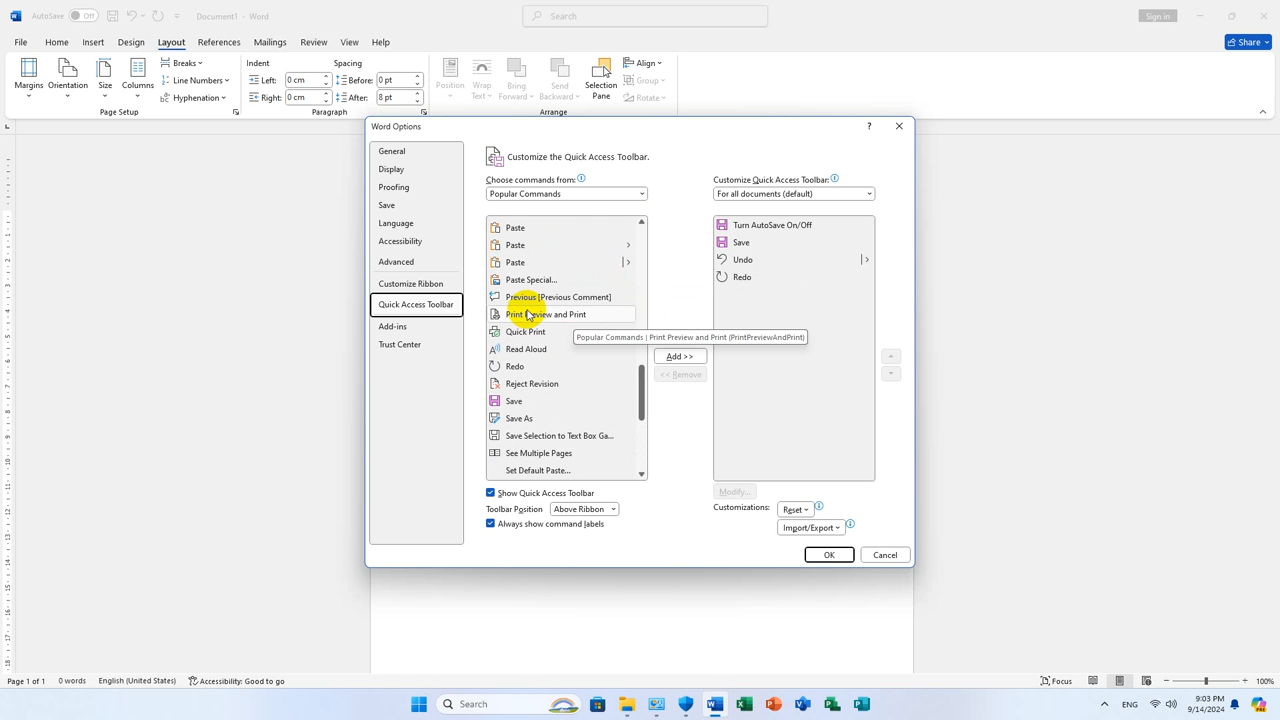 AutoSave Off Document1 - Word Search Sign in
File Home Insert Design Layout References Mailings Review View Help Share
Margins Orientation Size Columns
Breaks
Line Numbers
Hyphenation
Page Setup
Indent Spacing
Left: 0 cm Before: 0 pt
Right: 0 cm After: 8 pt
Paragraph
Position Wrap Text Bring Forward Send Backward Selection Pane
Align
Group
Rotate
Arrange
Word Options ?
General
Display
Proofing
Save
Language
Accessibility
Advanced
Customize Ribbon
Quick Access Toolbar
Add-ins
Trust Center
Customize the Quick Access Toolbar.
Choose commands from:
Popular Commands
Paste
Paste
Paste
Paste Special...
Previous [Previous Comment]
Print Preview and Print
Quick Print
Popular Commands | Print Preview and Print (PrintPreviewAndPrint)
Read Aloud
Redo
Reject Revision
Save
Save As
Save Selection to Text Box Ga...
See Multiple Pages
Set Default Paste...
Show Quick Access Toolbar
Toolbar Position Above Ribbon
Always show command labels
Add >>
<< Remove
Customize Quick Access Toolbar:
For all documents (default)
Turn AutoSave On/Off
Save
Undo
Redo
Modify...
Customizations: Reset
Import/Export
OK Cancel
Page 1 of 1 0 words English (United States) Accessibility: Good to go Focus 100%
Search
ENG
9:03 PM
9/14/2024